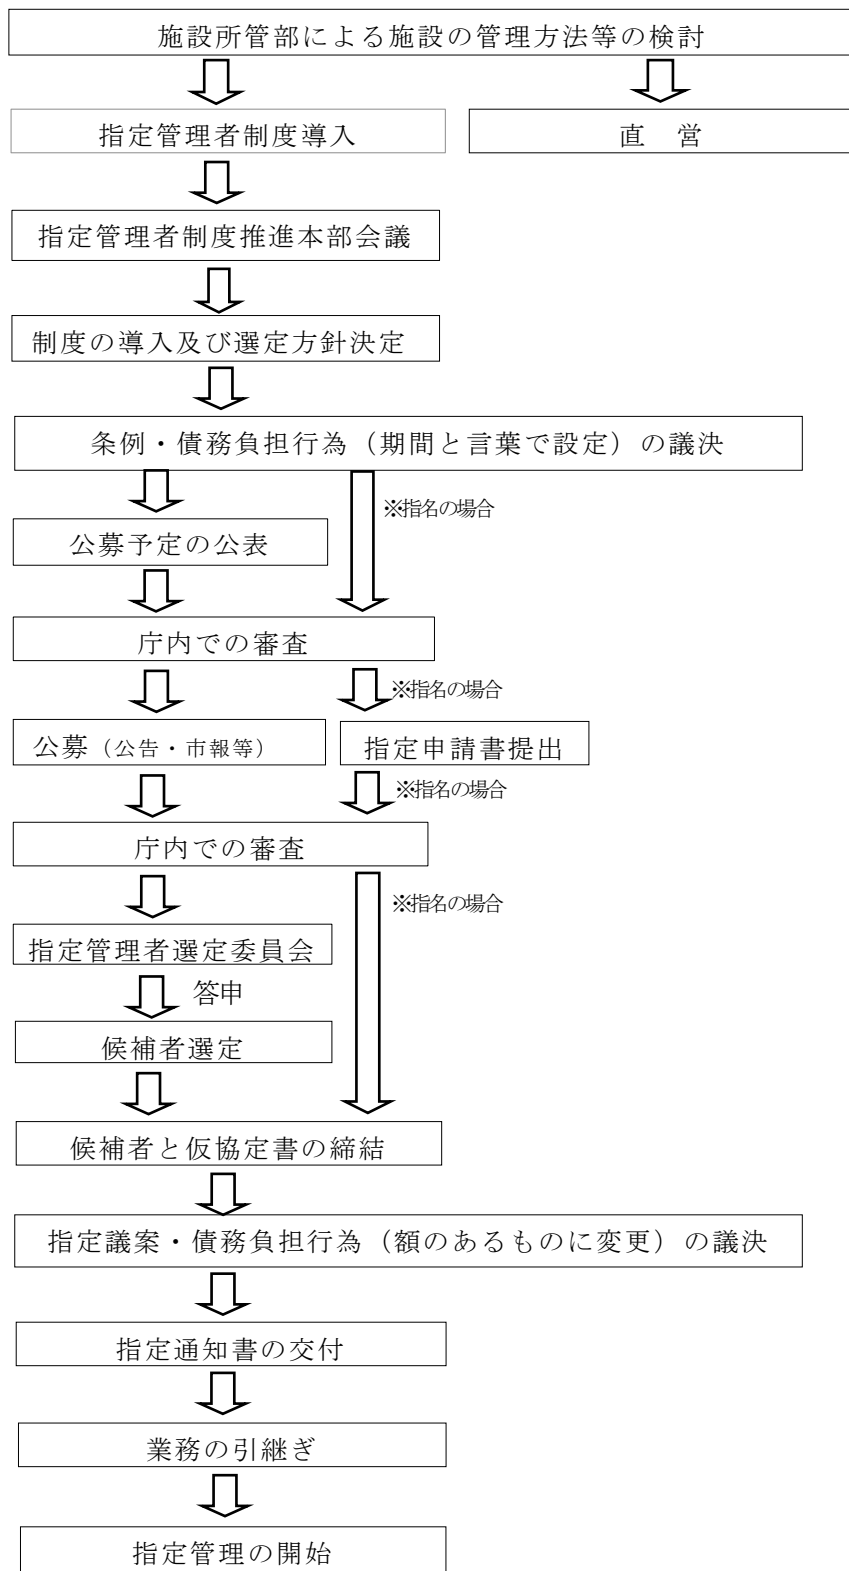 施設所管部による施設の管理方法等の検討
指定管理者制度導入
直　営
指定管理者制度推進本部会議
制度の導入及び選定方針決定
条例・債務負担行為（期間と言葉で設定）の議決
※指名の場合
公募予定の公表
庁内での審査
※指名の場合
公募（公告・市報等）
指定申請書提出
※指名の場合
庁内での審査
※指名の場合
指定管理者選定委員会
答申
候補者選定
候補者と仮協定書の締結
指定議案・債務負担行為（額のあるものに変更）の議決
指定通知書の交付
業務の引継ぎ
指定管理の開始